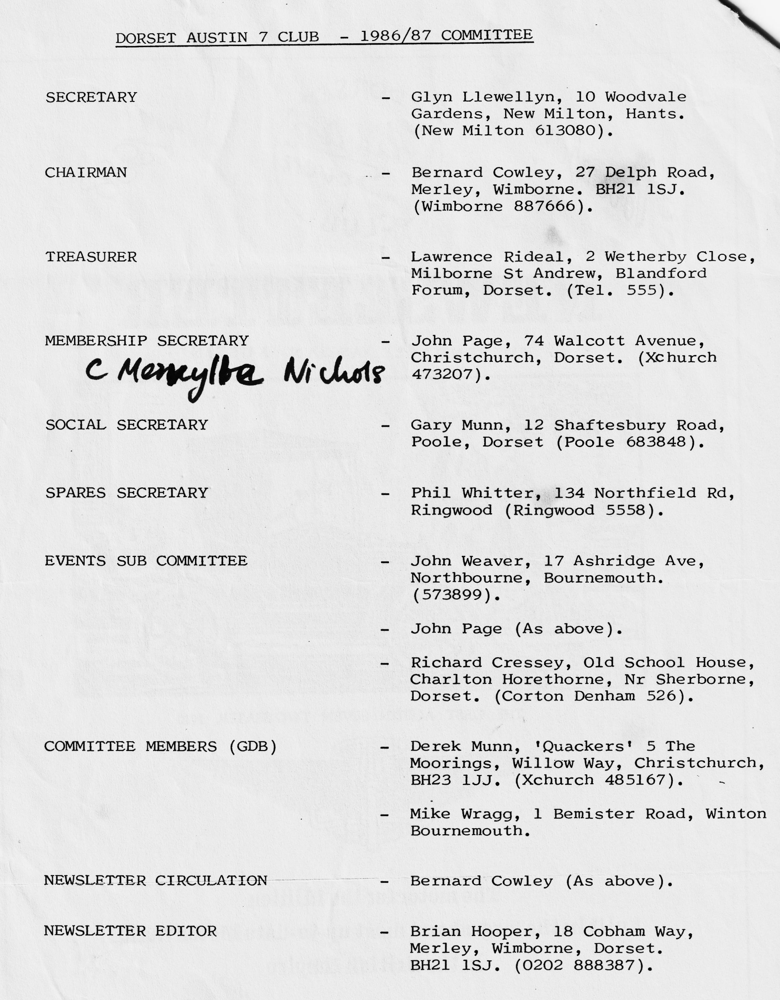 DORSET AUSTIN 7 CLUB - 1986/87 COMMITTEE
SECRETARY - Glyn Llewellyn, 10 Woodvale
Gardens, New Milton, Hants.
(New Milton 613080).
CHAIRMAN - Bernard Cowley, 27 Delph Road,
Merley, Wimborne. BH21 1SJ.
(Wimborne 887666).
TREASURER - Lawrence Rideal, 2 Wetherby Close,
Milborne St Andrew, Blandford
Forum, Dorset. (Tel. 555).
MEMBERSHIP SECRETARY - John Page, 74 Walcott Avenue,
Christchurch, Dorset. (Xchurch
473207).
C Nichols
SOCIAL SECRETARY - Gary Munn, 12 Shaftesbury Road,
Poole, Dorset (Poole 683848).
SPARES SECRETARY - Phil Whitter, 134 Northfield Rd,
Ringwood (Ringwood 5558).
EVENTS SUB COMMITTEE - John Weaver, 17 Ashridge Ave,
Northbourne, Bournemouth.
(573899).
- John Page (As above).
- Richard Cressey, Old School House,
Charlton Horethorne, Nr Sherborne,
Dorset. (Corton Denham 526).
COMMITTEE MEMBERS (GDB) - Derek Munn, 'Quackers' 5 The
Moorings, Willow Way, Christchurch,
BH23 1JJ. (Xchurch 485167).
- Mike Wragg, 1 Bemister Road, Winton
Bournemouth.
NEWSLETTER CIRCULATION - Bernard Cowley (As above).
NEWSLETTER EDITOR - Brian Hooper, 18 Cobham Way,
Merley, Wimborne, Dorset.
BH21 1SJ. (0202 888387).